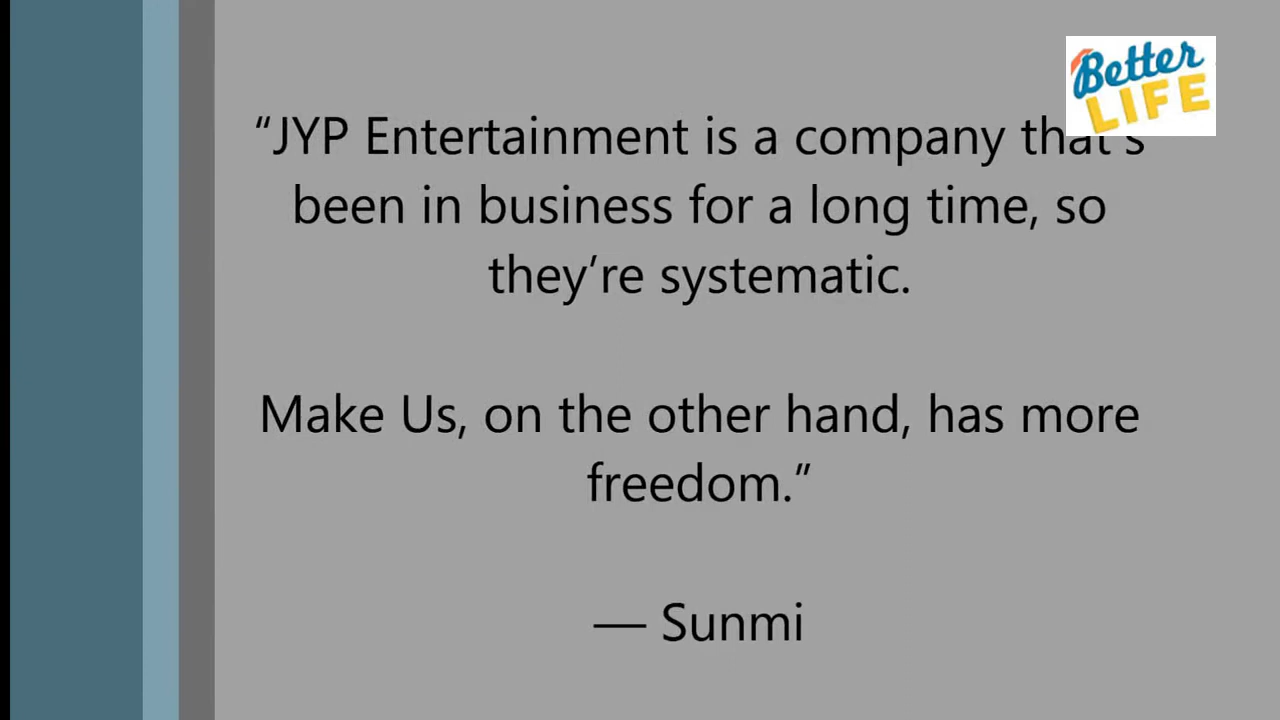 Better
LIFE
“JYP Entertainment is a company that's
been in business for a long time, so
they’re systematic.
Make Us, on the other hand, has more
freedom.”
— Sunmi